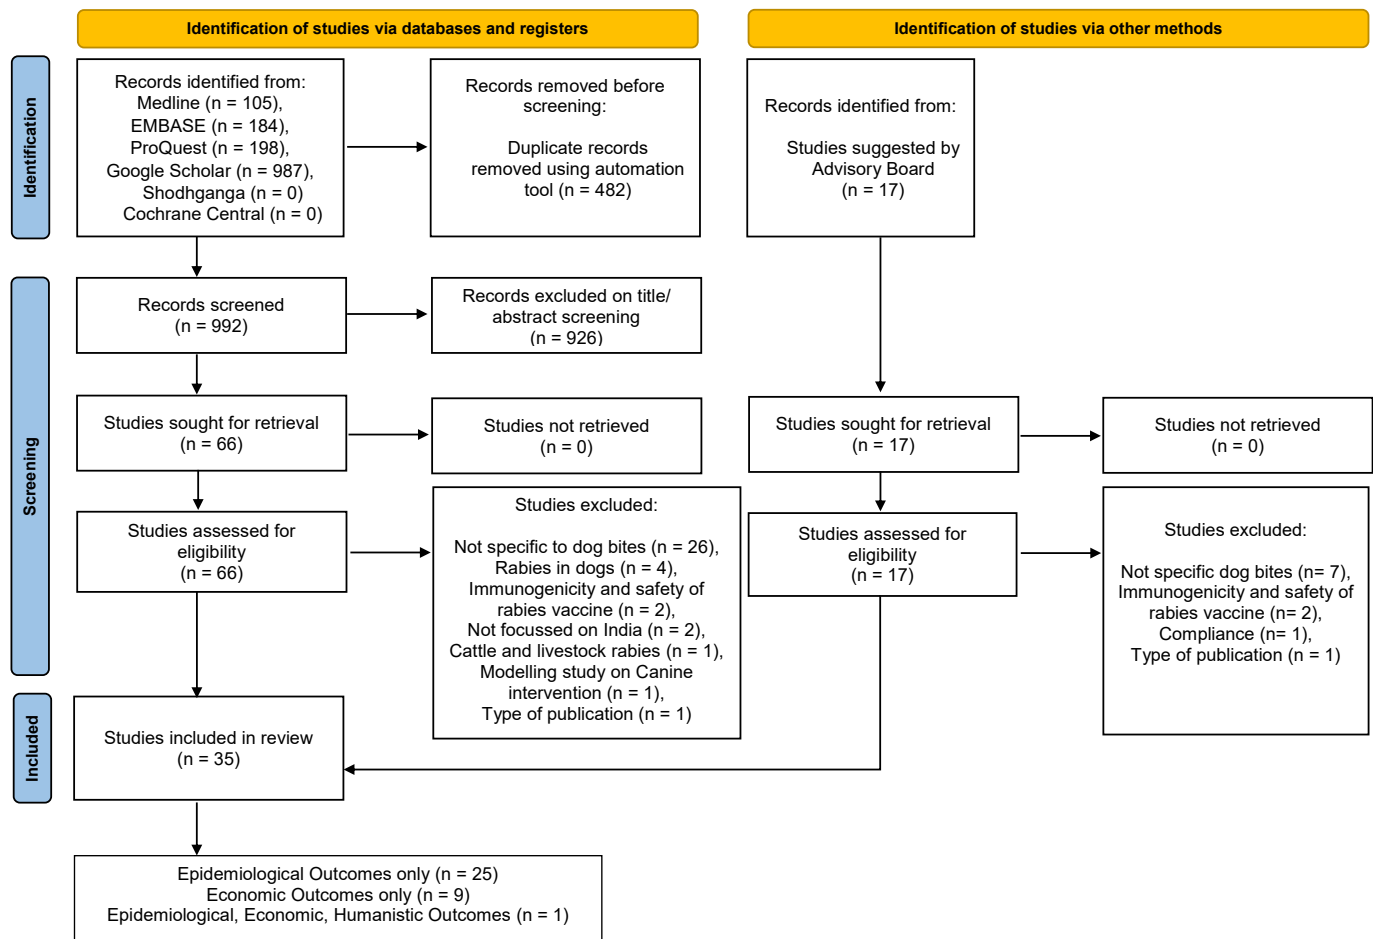 Identification of studies via databases and registers
Identification of studies via other methods
Identification
Records identified from:
Medline (n = 105),
EMBASE (n = 184),
ProQuest (n = 198),
Google Scholar (n = 987),
Shodhganga (n = 0)
Cochrane Central (n = 0)
Records removed before
screening:
Duplicate records
removed using automation
tool (n = 482)
Records identified from:
Studies suggested by
Advisory Board
(n = 17)
Screening
Records screened
(n = 992)
Records excluded on title/
abstract screening
(n = 926)
Studies sought for retrieval
(n = 66)
Studies not retrieved
(n = 0)
Studies sought for retrieval
(n = 17)
Studies not retrieved
(n = 0)
Studies assessed for
eligibility
(n = 66)
Studies excluded:
Not specific to dog bites (n = 26),
Rabies in dogs (n = 4),
Immunogenicity and safety of
rabies vaccine (n = 2),
Not focussed on India (n = 2),
Cattle and livestock rabies (n = 1),
Modelling study on Canine
intervention (n = 1),
Type of publication (n = 1)
Studies assessed for
eligibility
(n = 17)
Studies excluded:
Not specific dog bites (n= 7),
Immunogenicity and safety of
rabies vaccine (n= 2),
Compliance (n= 1),
Type of publication (n = 1)
Included
Studies included in review
(n = 35)
Epidemiological Outcomes only (n = 25)
Economic Outcomes only (n = 9)
Epidemiological, Economic, Humanistic Outcomes (n = 1)